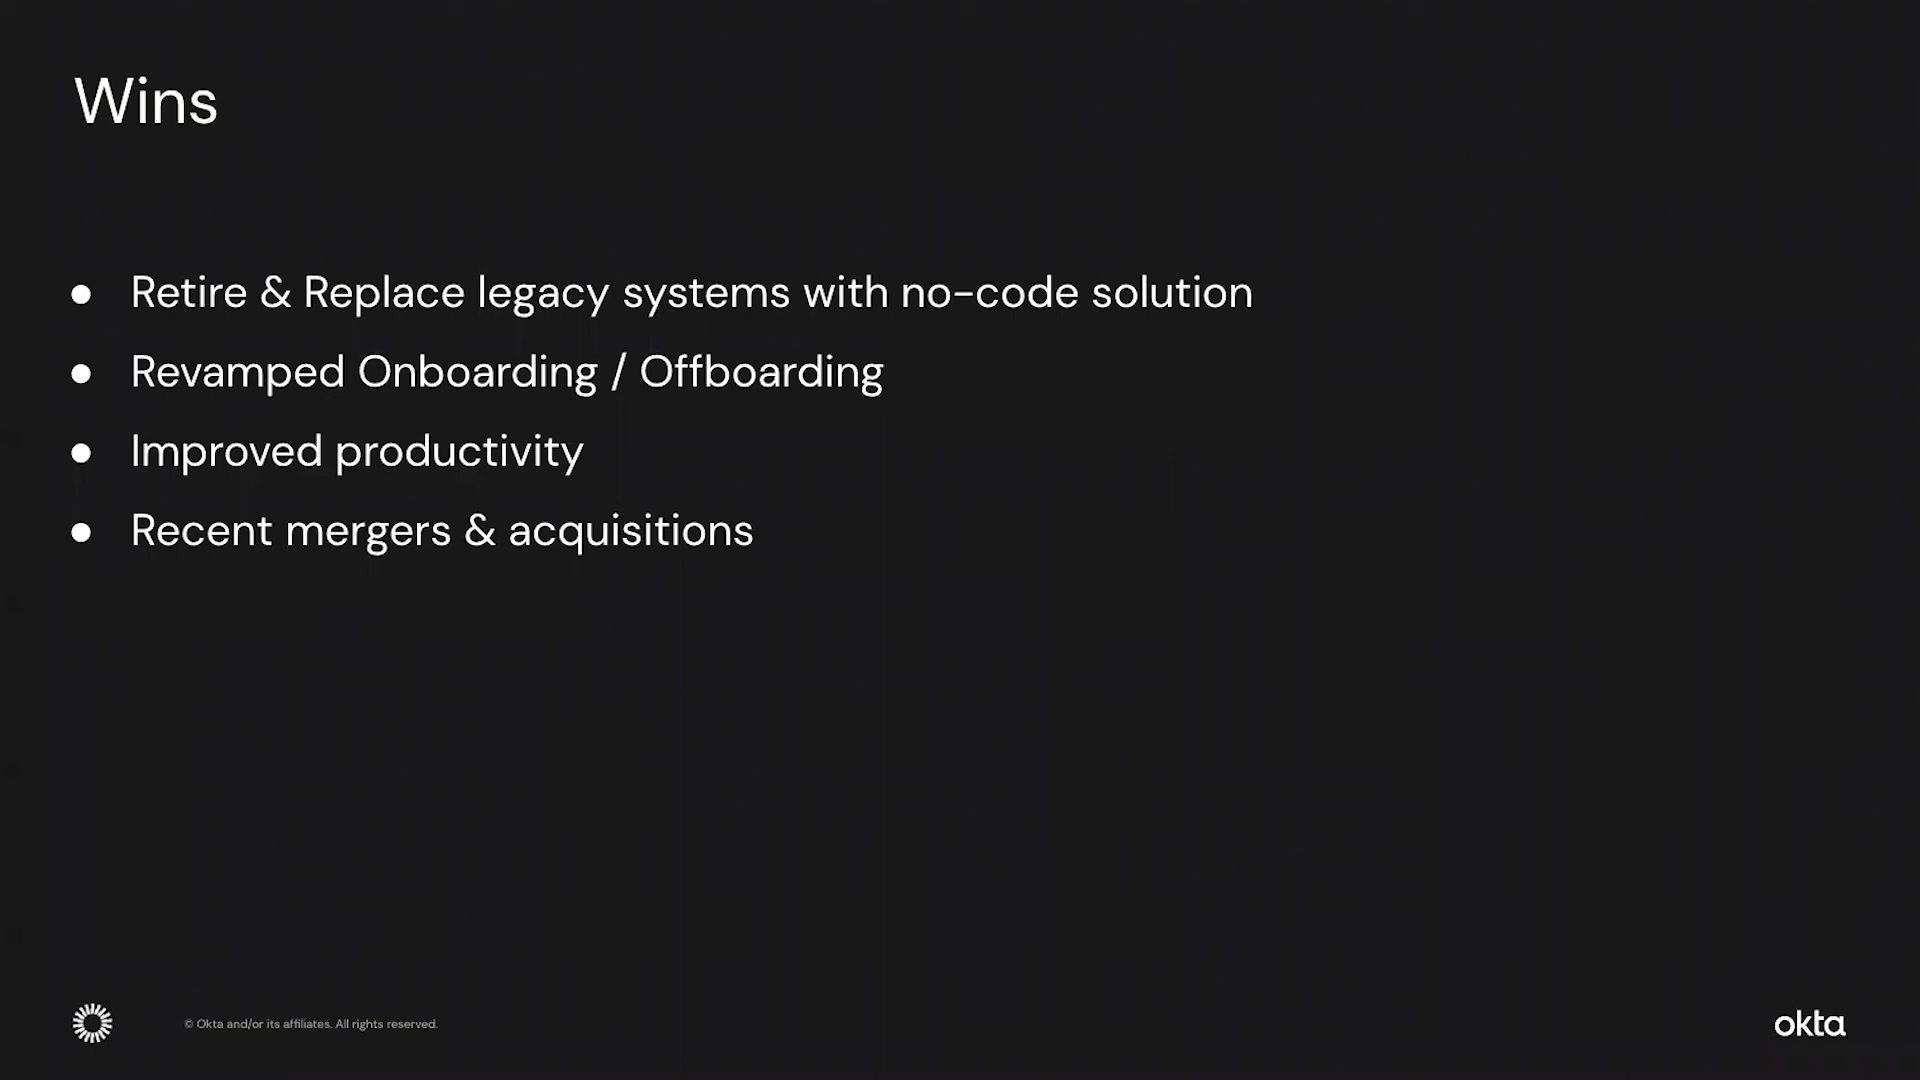 Wins
● Retire & Replace legacy systems with no-code solution
● Revamped Onboarding / Offboarding
● Improved productivity
● Recent mergers & acquisitions
© Okta and/or its affiliates. All rights reserved.
okta